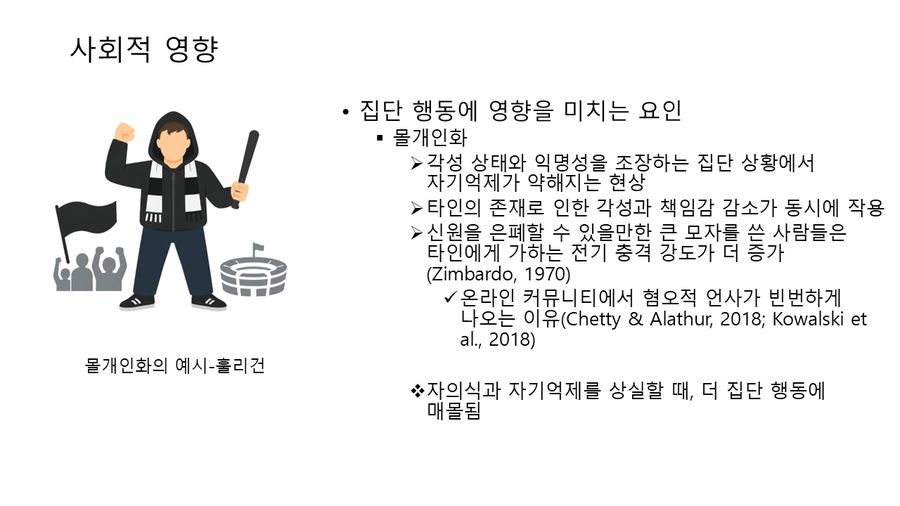 사회적 영향
• 집단 행동에 영향을 미치는 요인
▪ 몰개인화
➢각성 상태와 익명성을 조장하는 집단 상황에서
자기억제가 약해지는 현상
➢타인의 존재로 인한 각성과 책임감 감소가 동시에 작용
➢신원을 은폐할 수 있을만한 큰 모자를 쓴 사람들은
타인에게 가하는 전기 충격 강도가 더 증가
(Zimbardo, 1970)
✓온라인 커뮤니티에서 혐오적 언사가 빈번하게
나오는 이유(Chetty & Alathur, 2018; Kowalski et
al., 2018)
❖자의식과 자기억제를 상실할 때, 더 집단 행동에
매몰됨
몰개인화의 예시-훌리건